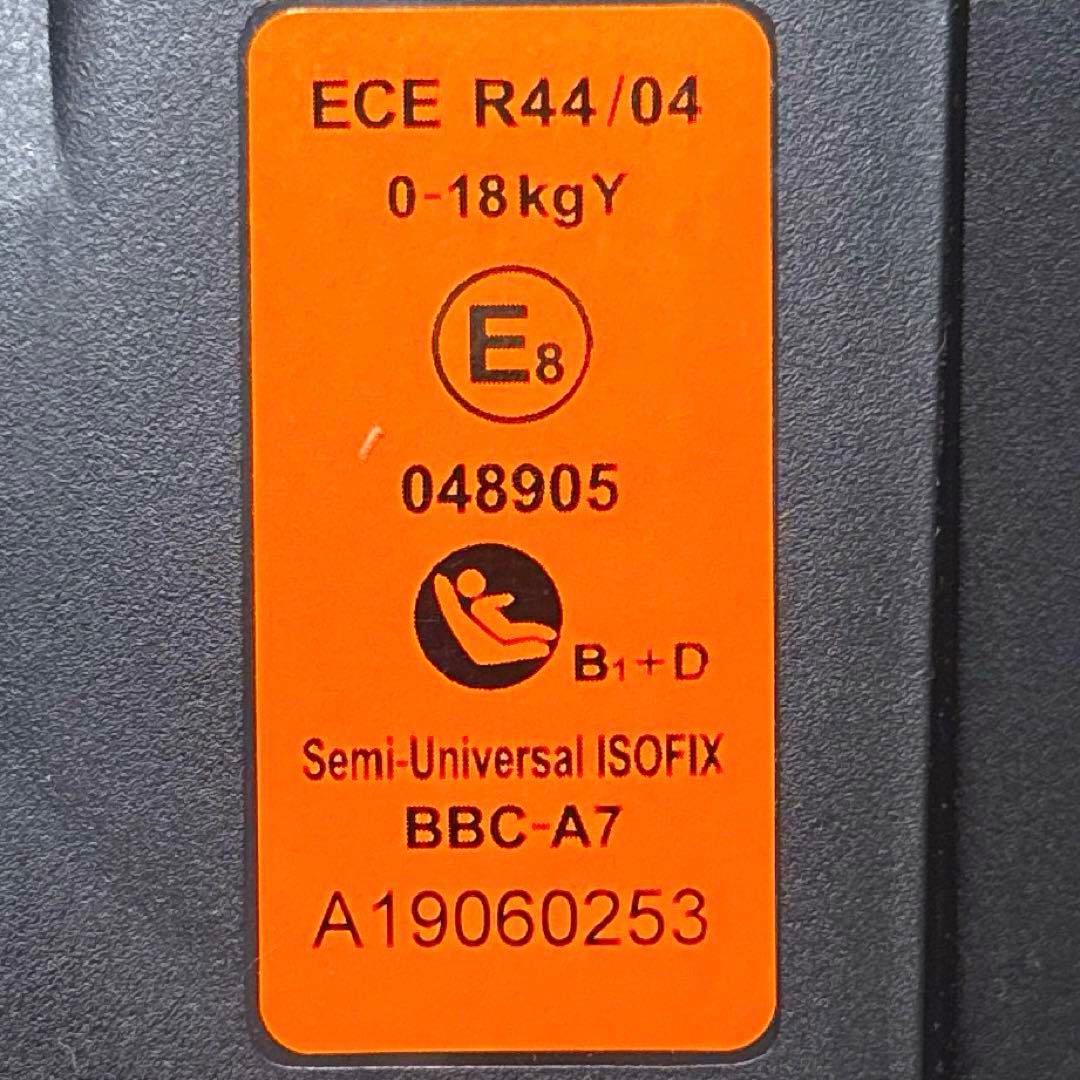 ECE R44/04
0-18kgY
E8
048905
B1+D
Semi-Universal ISOFIX
BBC-A7
A19060253